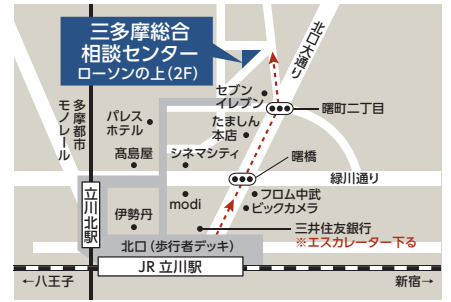 三多摩総合
相談センター
ローソンの上(2F)
北口大通り
セブン
イレブン
曙町二丁目
多摩都市
モノレール
パレス
ホテル
たましん
本店
髙島屋
シネマシティ
曙橋
緑川通り
立川北駅
伊勢丹
modi
フロム中武
ビックカメラ
三井住友銀行
※エスカレーター下る
北口(歩行者デッキ)
JR 立川駅
←八王子
新宿→